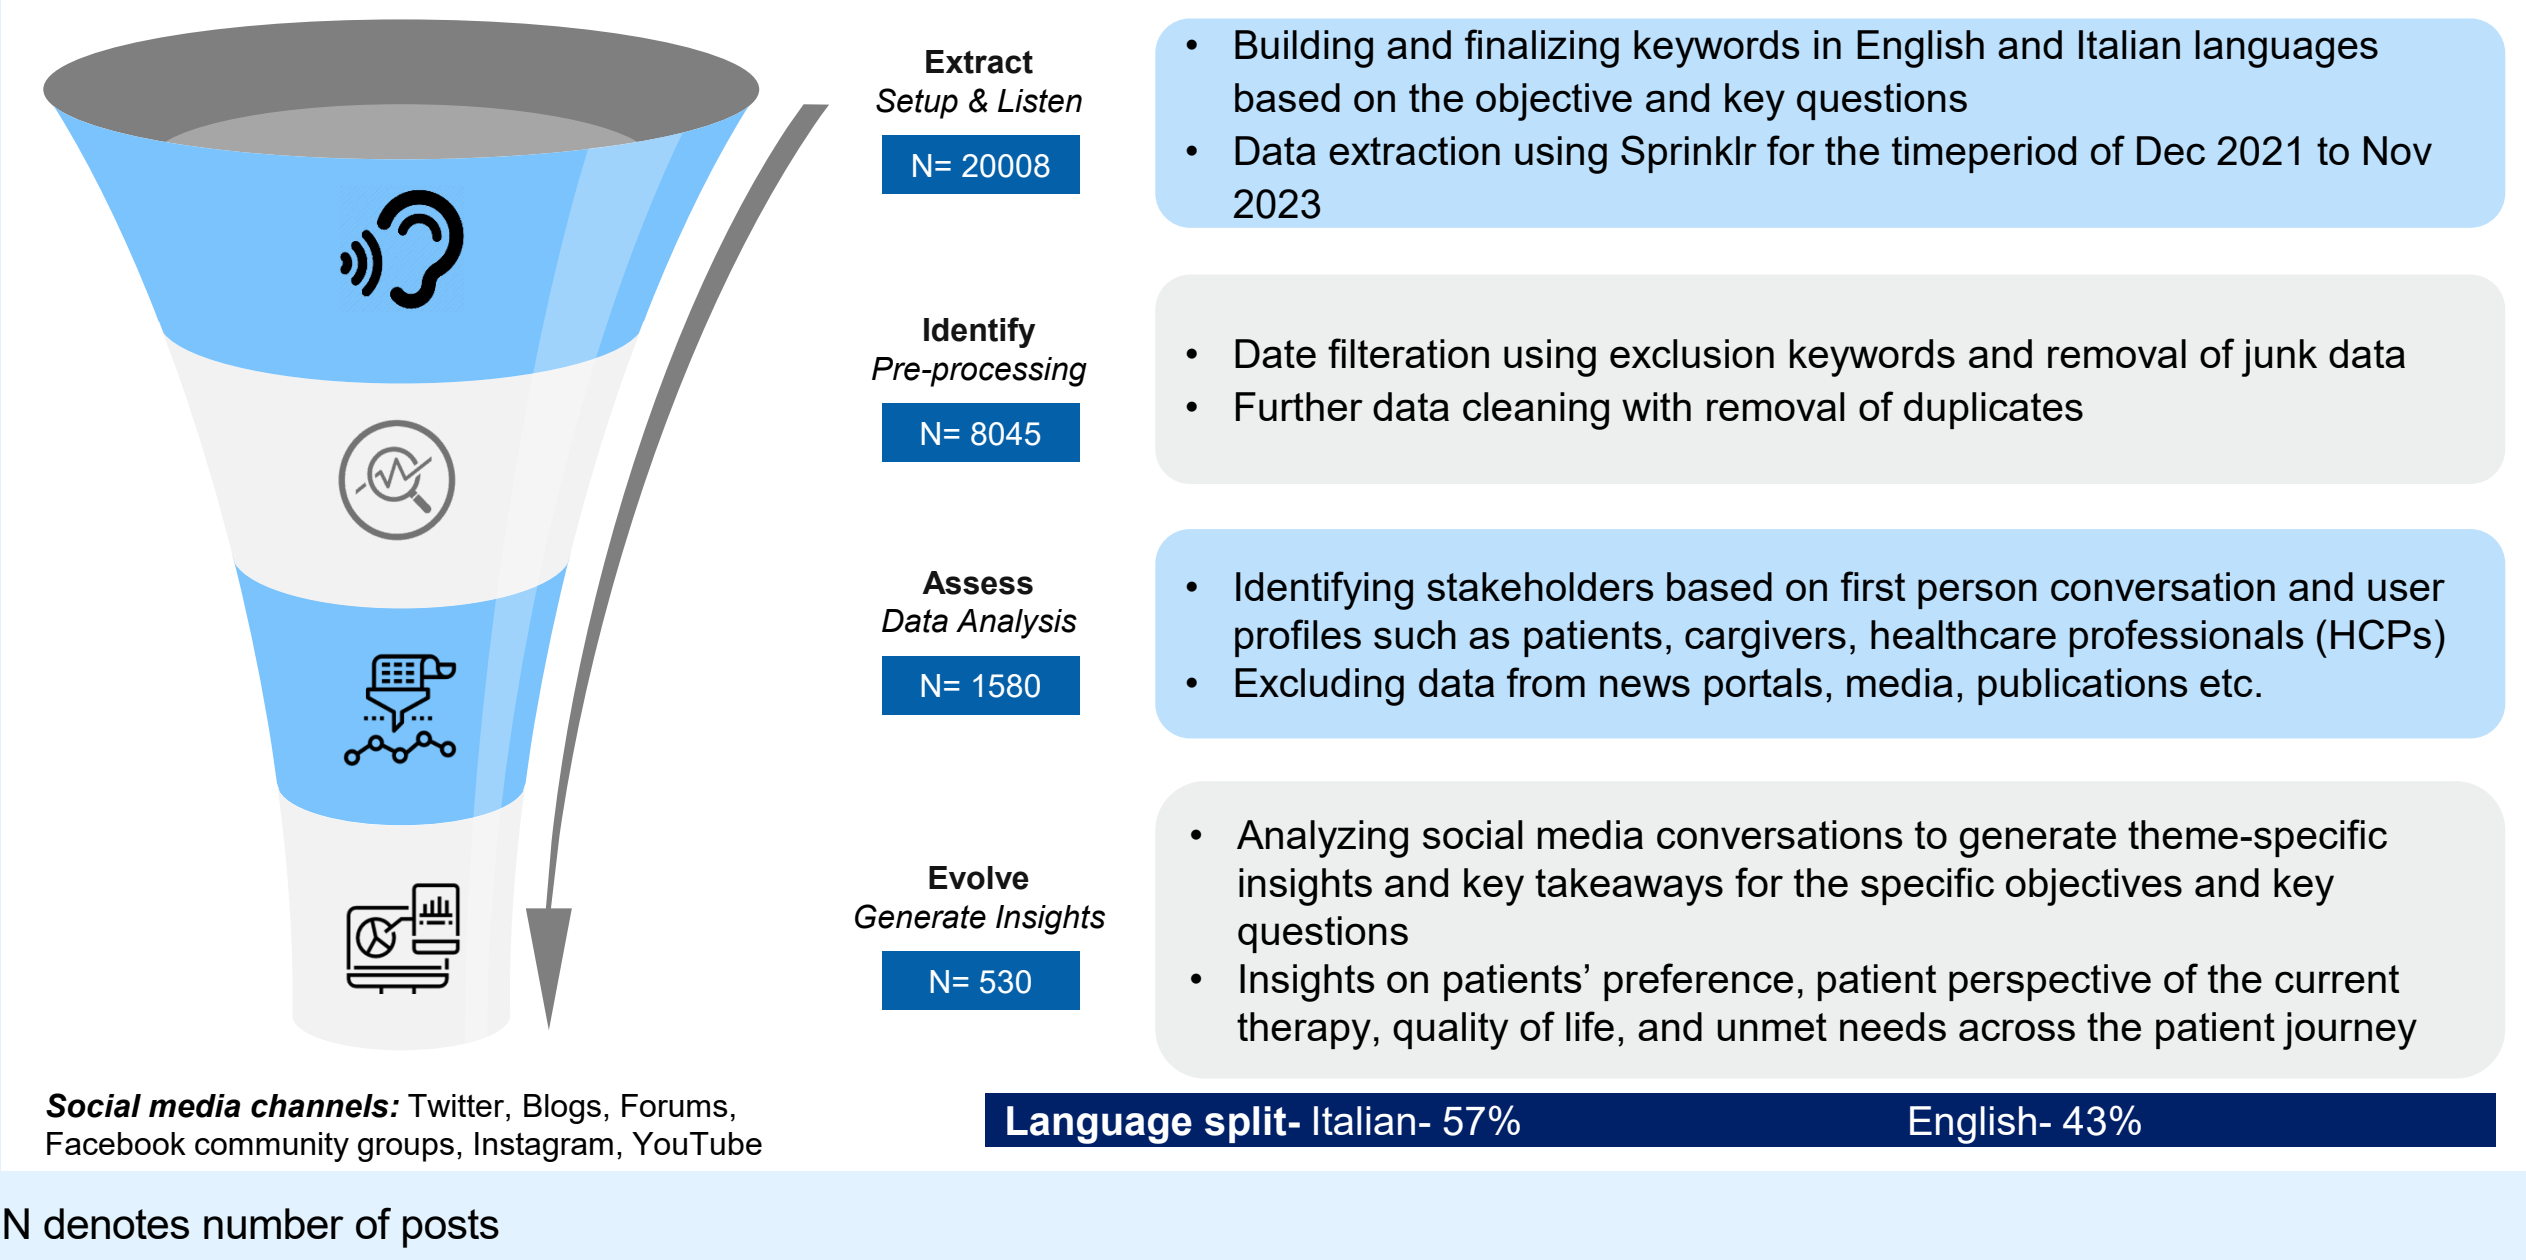 Extract
Setup & Listen
N= 20008
• Building and finalizing keywords in English and Italian languages
based on the objective and key questions
• Data extraction using Sprinklr for the timeperiod of Dec 2021 to Nov
2023
Identify
Pre-processing
N= 8045
• Date filteration using exclusion keywords and removal of junk data
• Further data cleaning with removal of duplicates
Assess
Data Analysis
N= 1580
• Identifying stakeholders based on first person conversation and user
profiles such as patients, cargivers, healthcare professionals (HCPs)
• Excluding data from news portals, media, publications etc.
Evolve
Generate Insights
N= 530
• Analyzing social media conversations to generate theme-specific
insights and key takeaways for the specific objectives and key
questions
• Insights on patients’ preference, patient perspective of the current
therapy, quality of life, and unmet needs across the patient journey
Social media channels: Twitter, Blogs, Forums,
Facebook community groups, Instagram, YouTube
Language split- Italian- 57% English- 43%
N denotes number of posts